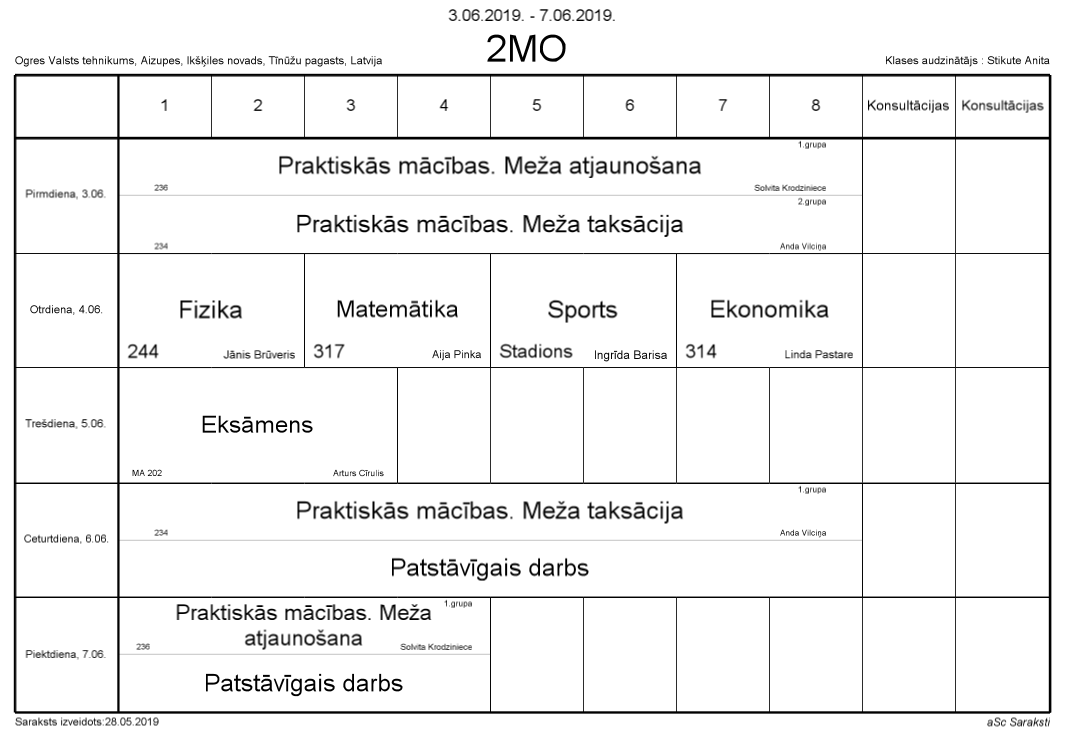 3.06.2019. - 7.06.2019.
2MO
Ogres Valsts tehnikums, Aizupes, Ikšķiles novads, Tīnūžu pagasts, Latvija
Klases audzinātājs : Stikute Anita
1 2 3 4 5 6 7 8 Konsultācijas Konsultācijas
Pirmdiena, 3.06.
1.grupa
Praktiskās mācības. Meža atjaunošana
236 Solvita Krodziniece
2.grupa
Praktiskās mācības. Meža taksācija
234 Anda Vilciņa
Otrdiena, 4.06.
Fizika Matemātika Sports Ekonomika
244 Jānis Brūveris 317 Aija Pinka Stadions Ingrīda Barisa 314 Linda Pastare
Trešdiena, 5.06.
Eksāmens
MA 202 Arturs Cīrulis
Ceturtdiena, 6.06.
1.grupa
Praktiskās mācības. Meža taksācija
234 Anda Vilciņa
Patstāvīgais darbs
Piektdiena, 7.06.
1.grupa
Praktiskās mācības. Meža
atjaunošana
236 Solvita Krodziniece
Patstāvīgais darbs
Saraksts izveidots:28.05.2019
aSc Saraksti